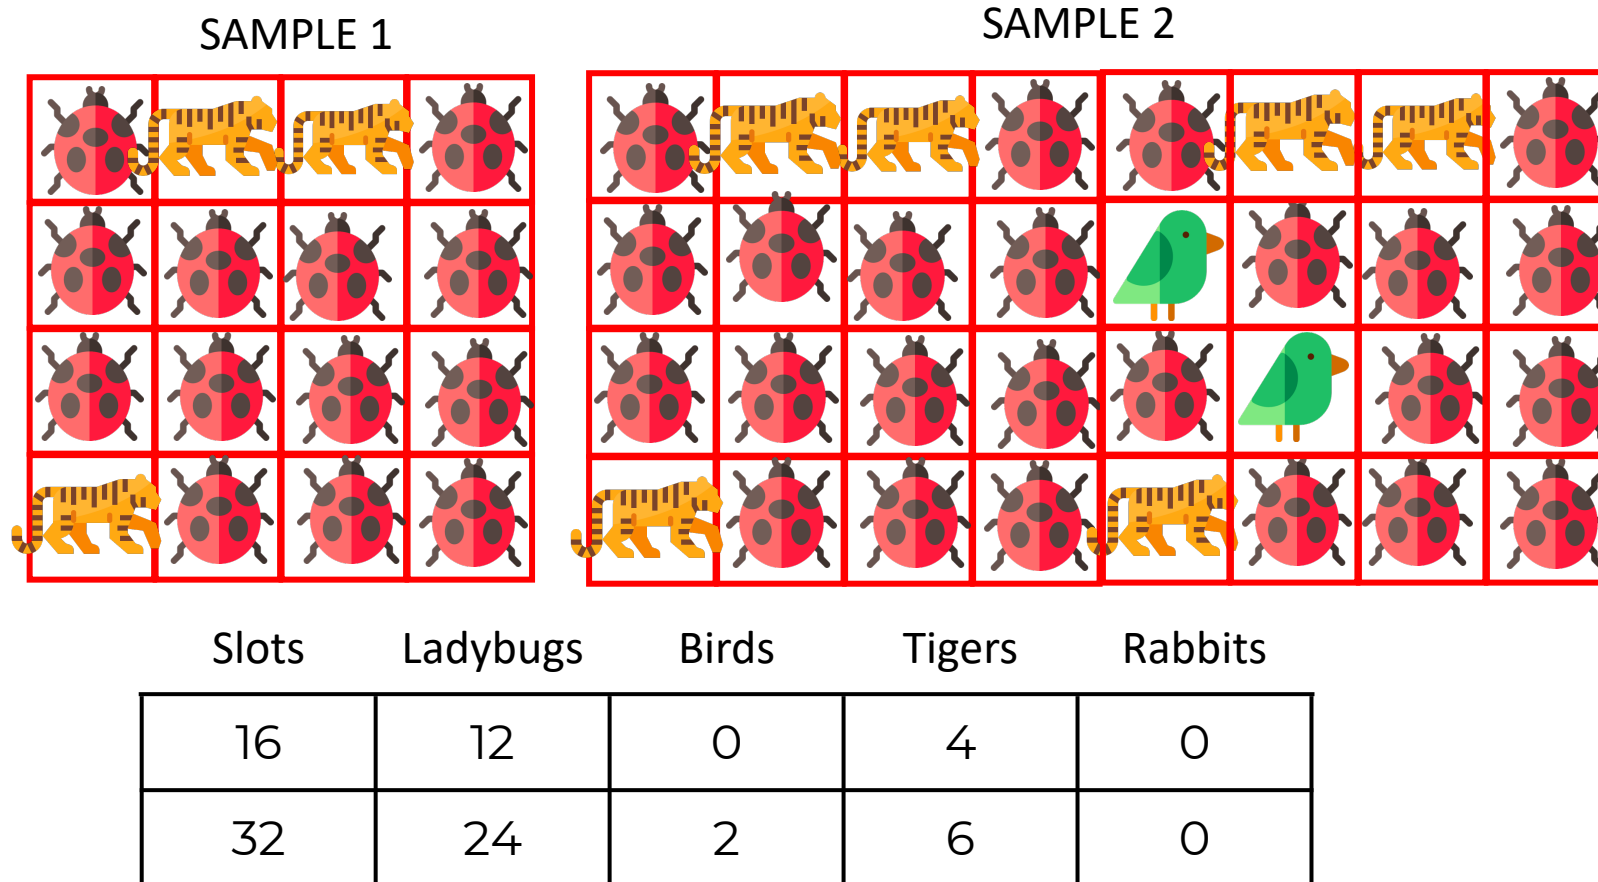 SAMPLE 1
SAMPLE 2
Slots Ladybugs Birds Tigers Rabbits
16 12 0 4 0
32 24 2 6 0